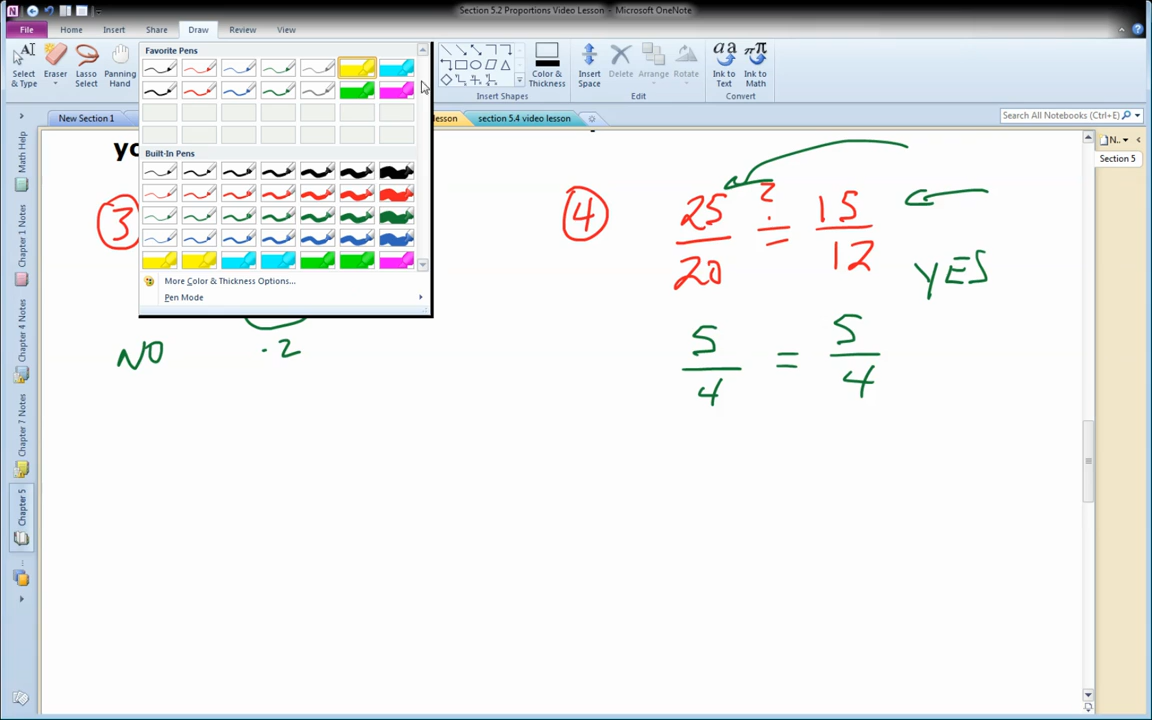 Section 5.2 Proportions Video Lesson - Microsoft OneNote
File Home Insert Share Draw Review View
Select & Type
Eraser
Lasso Select
Panning Hand
Favorite Pens
Built-In Pens
More Color & Thickness Options...
Pen Mode
Color & Thickness
Insert Shapes
Insert Space
Delete
Arrange
Rotate
Edit
Ink to Text
Ink to Math
Convert
New Section 1
lesson
section 5.4 video lesson
Search All Notebooks (Ctrl+E)
N..
Section 5
Math Help
Chapter 1 Notes
Chapter 4 Notes
Chapter 7 Notes
Chapter 5
yo
3
NO
·2
4
25 ? 15
=
20 12
YES
5 = 5
4 4